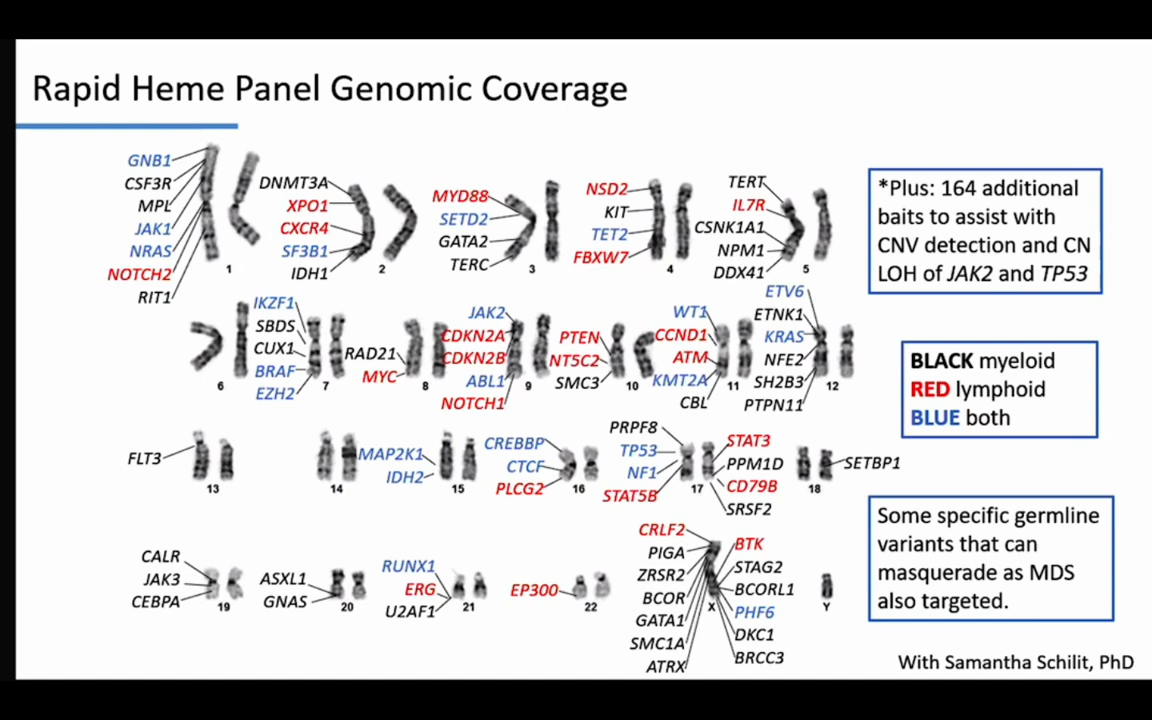 Rapid Heme Panel Genomic Coverage
GNB1
CSF3R
MPL
JAK1
NRAS
NOTCH2
RIT1
1
DNMT3A
XPO1
CXCR4
SF3B1
IDH1
2
MYD88
SETD2
GATA2
TERC
3
NSD2
KIT
TET2
FBXW7
4
TERT
IL7R
CSNK1A1
NPM1
DDX41
5
*Plus: 164 additional
baits to assist with
CNV detection and CN
LOH of JAK2 and TP53
6
IKZF1
SBDS
CUX1
BRAF
EZH2
7
RAD21
MYC
8
JAK2
CDKN2A
CDKN2B
ABL1
NOTCH1
9
PTEN
NT5C2
SMC3
10
WT1
CCND1
ATM
KMT2A
CBL
11
ETV6
ETNK1
KRAS
NFE2
SH2B3
PTPN11
12
BLACK myeloid
RED lymphoid
BLUE both
FLT3
13
14
MAP2K1
IDH2
15
CREBBP
CTCF
PLCG2
16
PRPF8
TP53
NF1
STAT5B
17
STAT3
PPM1D
CD79B
SRSF2
18
SETBP1
CALR
JAK3
CEBPA
19
ASXL1
GNAS
20
RUNX1
ERG
U2AF1
21
EP300
22
CRLF2
PIGA
ZRSR2
BCOR
GATA1
SMC1A
ATRX
X
BTK
STAG2
BCORL1
PHF6
DKC1
BRCC3
Y
Some specific germline
variants that can
masquerade as MDS
also targeted.
With Samantha Schilit, PhD